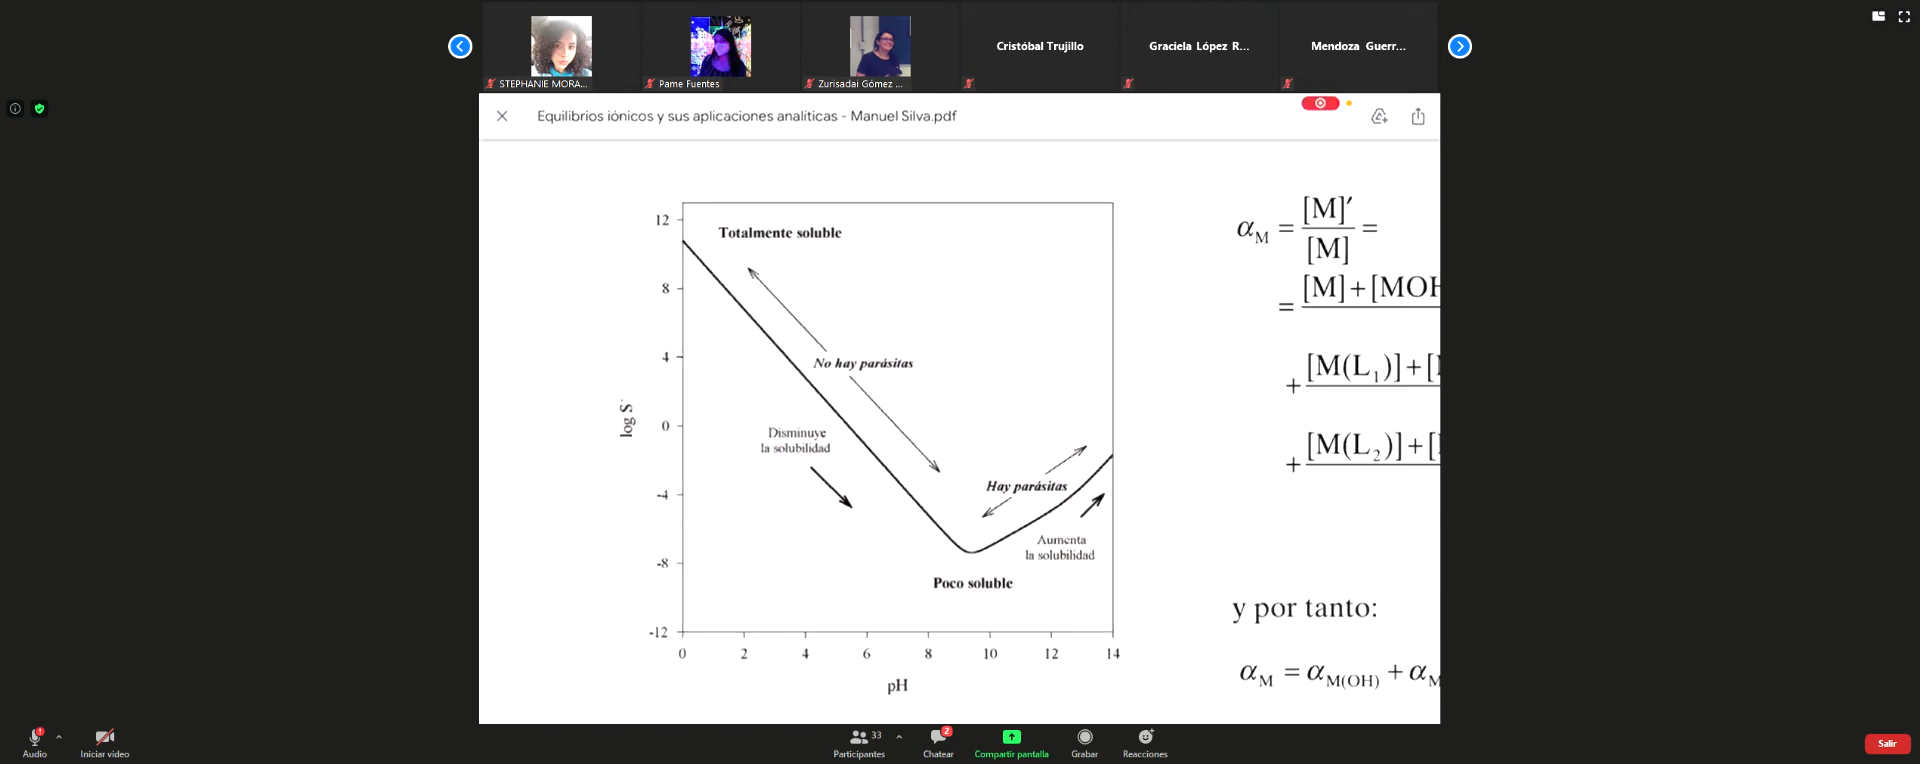 STEPHANIE MORA...
Pame Fuentes
Zurisadai Gómez ...
Cristóbal Trujillo
Graciela López R...
Mendoza Guerr...
Equilibrios iónicos y sus aplicaciones analíticas - Manuel Silva.pdf
12
8
4
0
-4
-8
-12
log S'
Totalmente soluble
No hay parásitas
Disminuye
la solubilidad
Hay parásitas
Aumenta
la solubilidad
Poco soluble
0 2 4 6 8 10 12 14
pH
α_M = [M]′ / [M] =
= [M]+[MOH
+ [M(L₁)]+[
+ [M(L₂)]+[
y por tanto:
α_M = α_M(OH) + α_M
Audio
Iniciar video
33
Participantes
2
Chatear
Compartir pantalla
Grabar
Reacciones
Salir